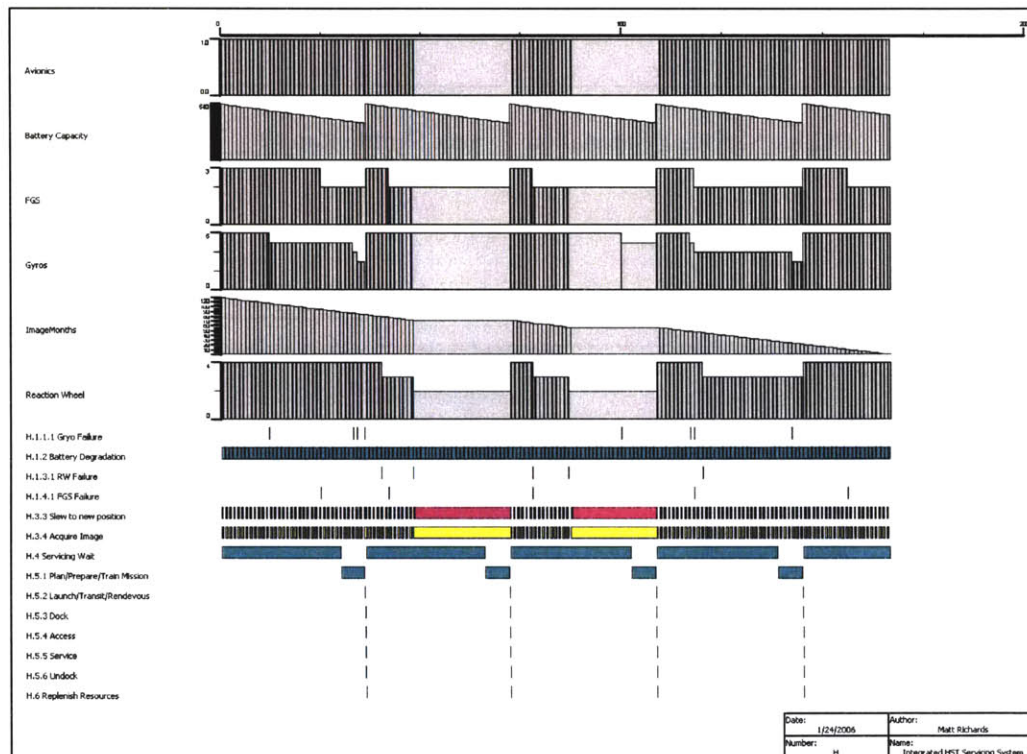 0 100 20
1.0
Avionics
0.0
640
Battery Capacity
3
FGS
0
6
Gyros
0
ImageMonths
4
Reaction Wheel
0
H.1.1.1 Gryo Failure
H.1.2 Battery Degradation
H.1.3.1 RW Failure
H.1.4.1 FGS Failure
H.3.3 Slew to new position
H.3.4 Acquire Image
H.4 Servicing Wait
H.5.1 Plan/Prepare/Train Mission
H.5.2 Launch/Transit/Rendevous
H.5.3 Dock
H.5.4 Access
H.5.5 Service
H.5.6 Undock
H.6 Replenish Resources
Date: Author:
1/24/2006 Matt Richards
Number: Name:
H Integrated HST Servicing System